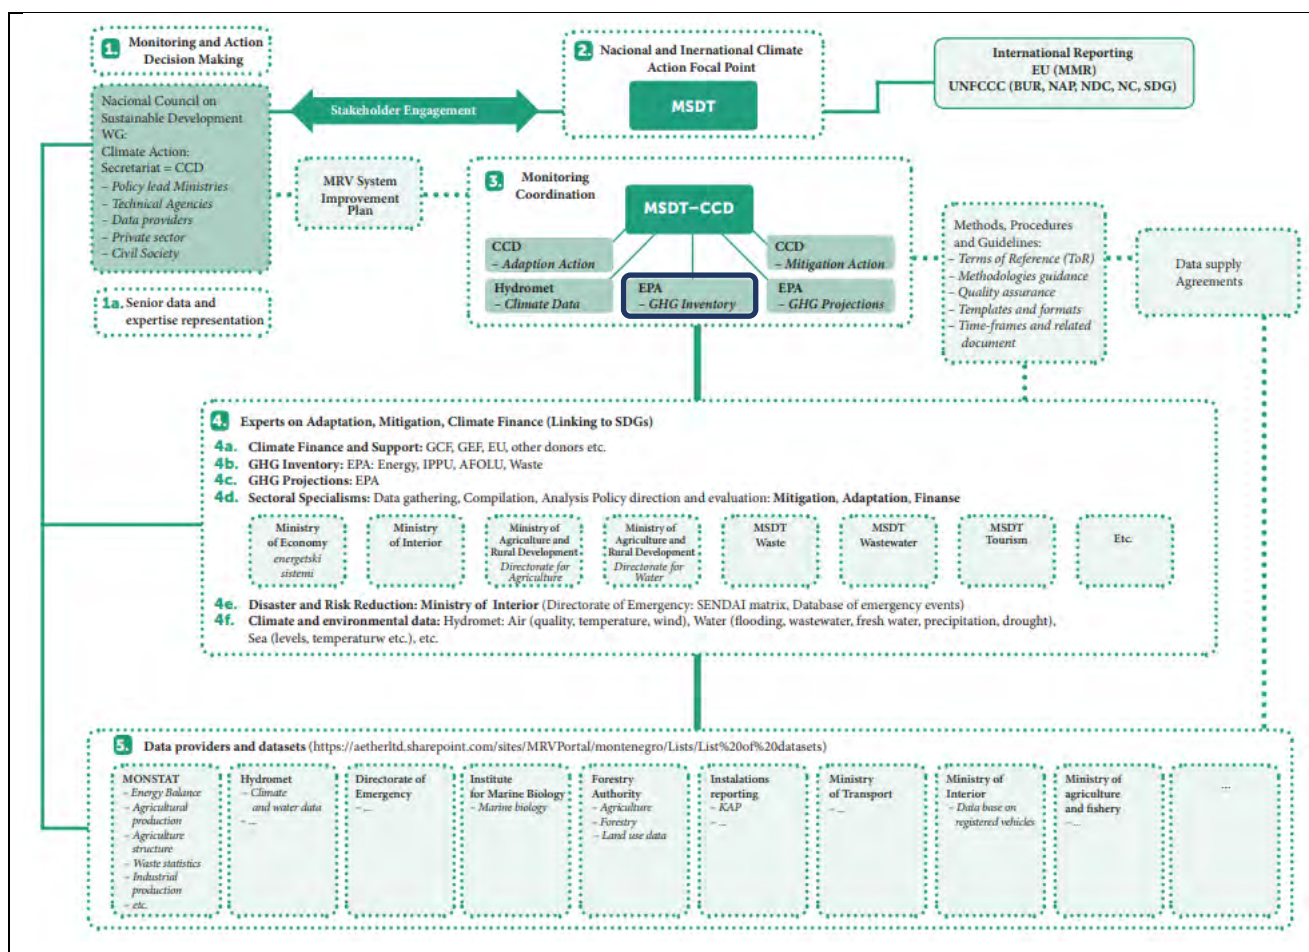 1. Monitoring and Action
Decision Making
Nacional Council on
Sustainable Development
WG:
Climate Action:
Secretariat = CCD
– Policy lead Ministries
– Technical Agencies
– Data providers
– Private sector
– Civil Society
1a. Senior data and
expertise representation
Stakeholder Engagement
2. Nacional and Inernational Climate
Action Focal Point
MSDT
International Reporting
EU (MMR)
UNFCCC (BUR, NAP, NDC, NC, SDG)
MRV System
Improvement
Plan
3. Monitoring
Coordination
MSDT–CCD
CCD
– Adaption Action
CCD
– Mitigation Action
Hydromet
– Climate Data
EPA
– GHG Inventory
EPA
– GHG Projections
Methods, Procedures
and Guidelines:
– Terms of Reference (ToR)
– Methodologies guidance
– Quality assurance
– Templates and formats
– Time-frames and related
document
Data supply
Agreements
4. Experts on Adaptation, Mitigation, Climate Finance (Linking to SDGs)
4a. Climate Finance and Support: GCF, GEF, EU, other donors etc.
4b. GHG Inventory: EPA: Energy, IPPU, AFOLU, Waste
4c. GHG Projections: EPA
4d. Sectoral Specialisms: Data gathering, Compilation, Analysis Policy direction and evaluation: Mitigation, Adaptation, Finanse
Ministry
of Economy
energetski
sistemi
Ministry
of Interior
Ministry of
Agriculture and
Rural Development
Directorate for
Agriculture
Ministry of
Agriculture and
Rural Development
Directorate for
Water
MSDT
Waste
MSDT
Wastewater
MSDT
Tourism
Etc.
4e. Disaster and Risk Reduction: Ministry of Interior (Directorate of Emergency: SENDAI matrix, Database of emergency events)
4f. Climate and environmental data: Hydromet: Air (quality, temperature, wind), Water (flooding, wastewater, fresh water, precipitation, drought),
Sea (levels, temperaturw etc.), etc.
5. Data providers and datasets (https://aetherltd.sharepoint.com/sites/MRVPortal/montenegro/Lists/List%20of%20datasets)
MONSTAT
– Energy Balance
– Agricultural
production
– Agriculture
structure
– Waste statistics
– Industrial
production
– etc.
Hydromet
– Climate
and water data
– ...
Directorate of
Emergency
– ...
Institute
for Marine Biology
– Marine biology
Forestry
Authority
– Agriculture
– Forestry
– Land use data
Instalations
reporting
– KAP
– ...
Ministry
of Transport
– ...
Ministry of
Interior
– Data base on
registered vehicles
Ministry of
agriculture
and fishery
– ...
...